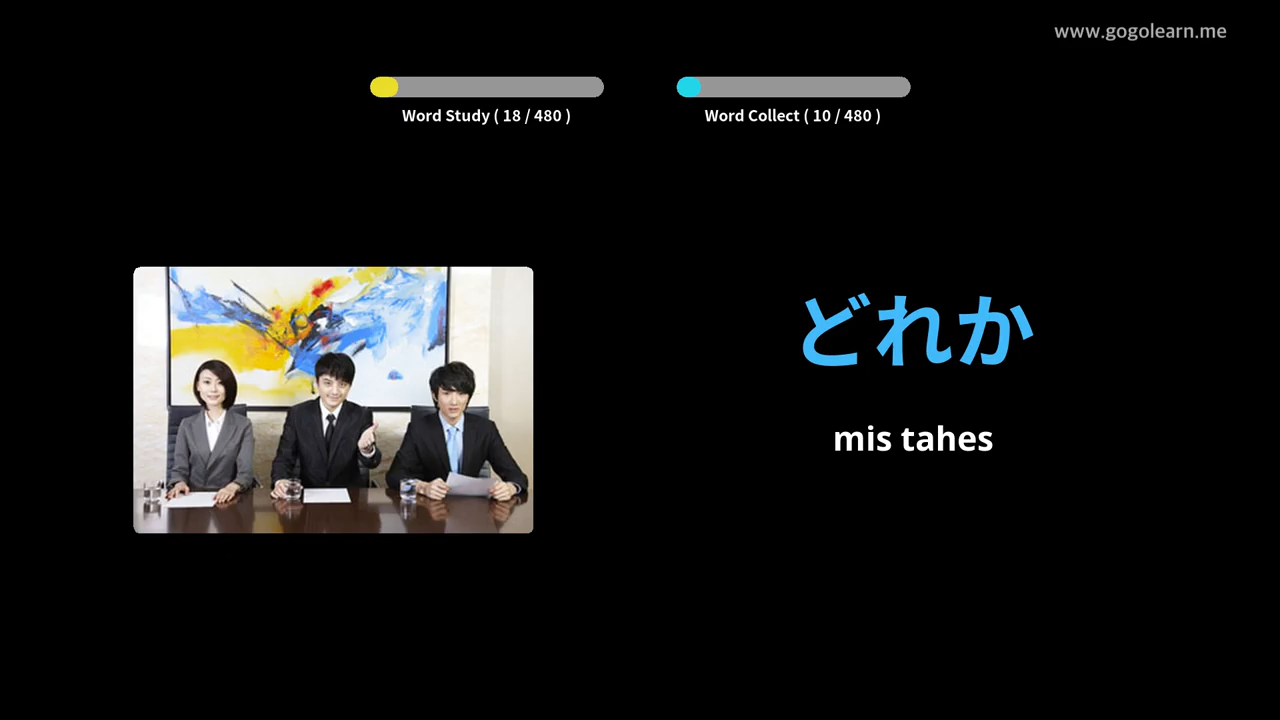 www.gogolearn.me
Word Study ( 18 / 480 )
Word Collect ( 10 / 480 )
どれか
mis tahes